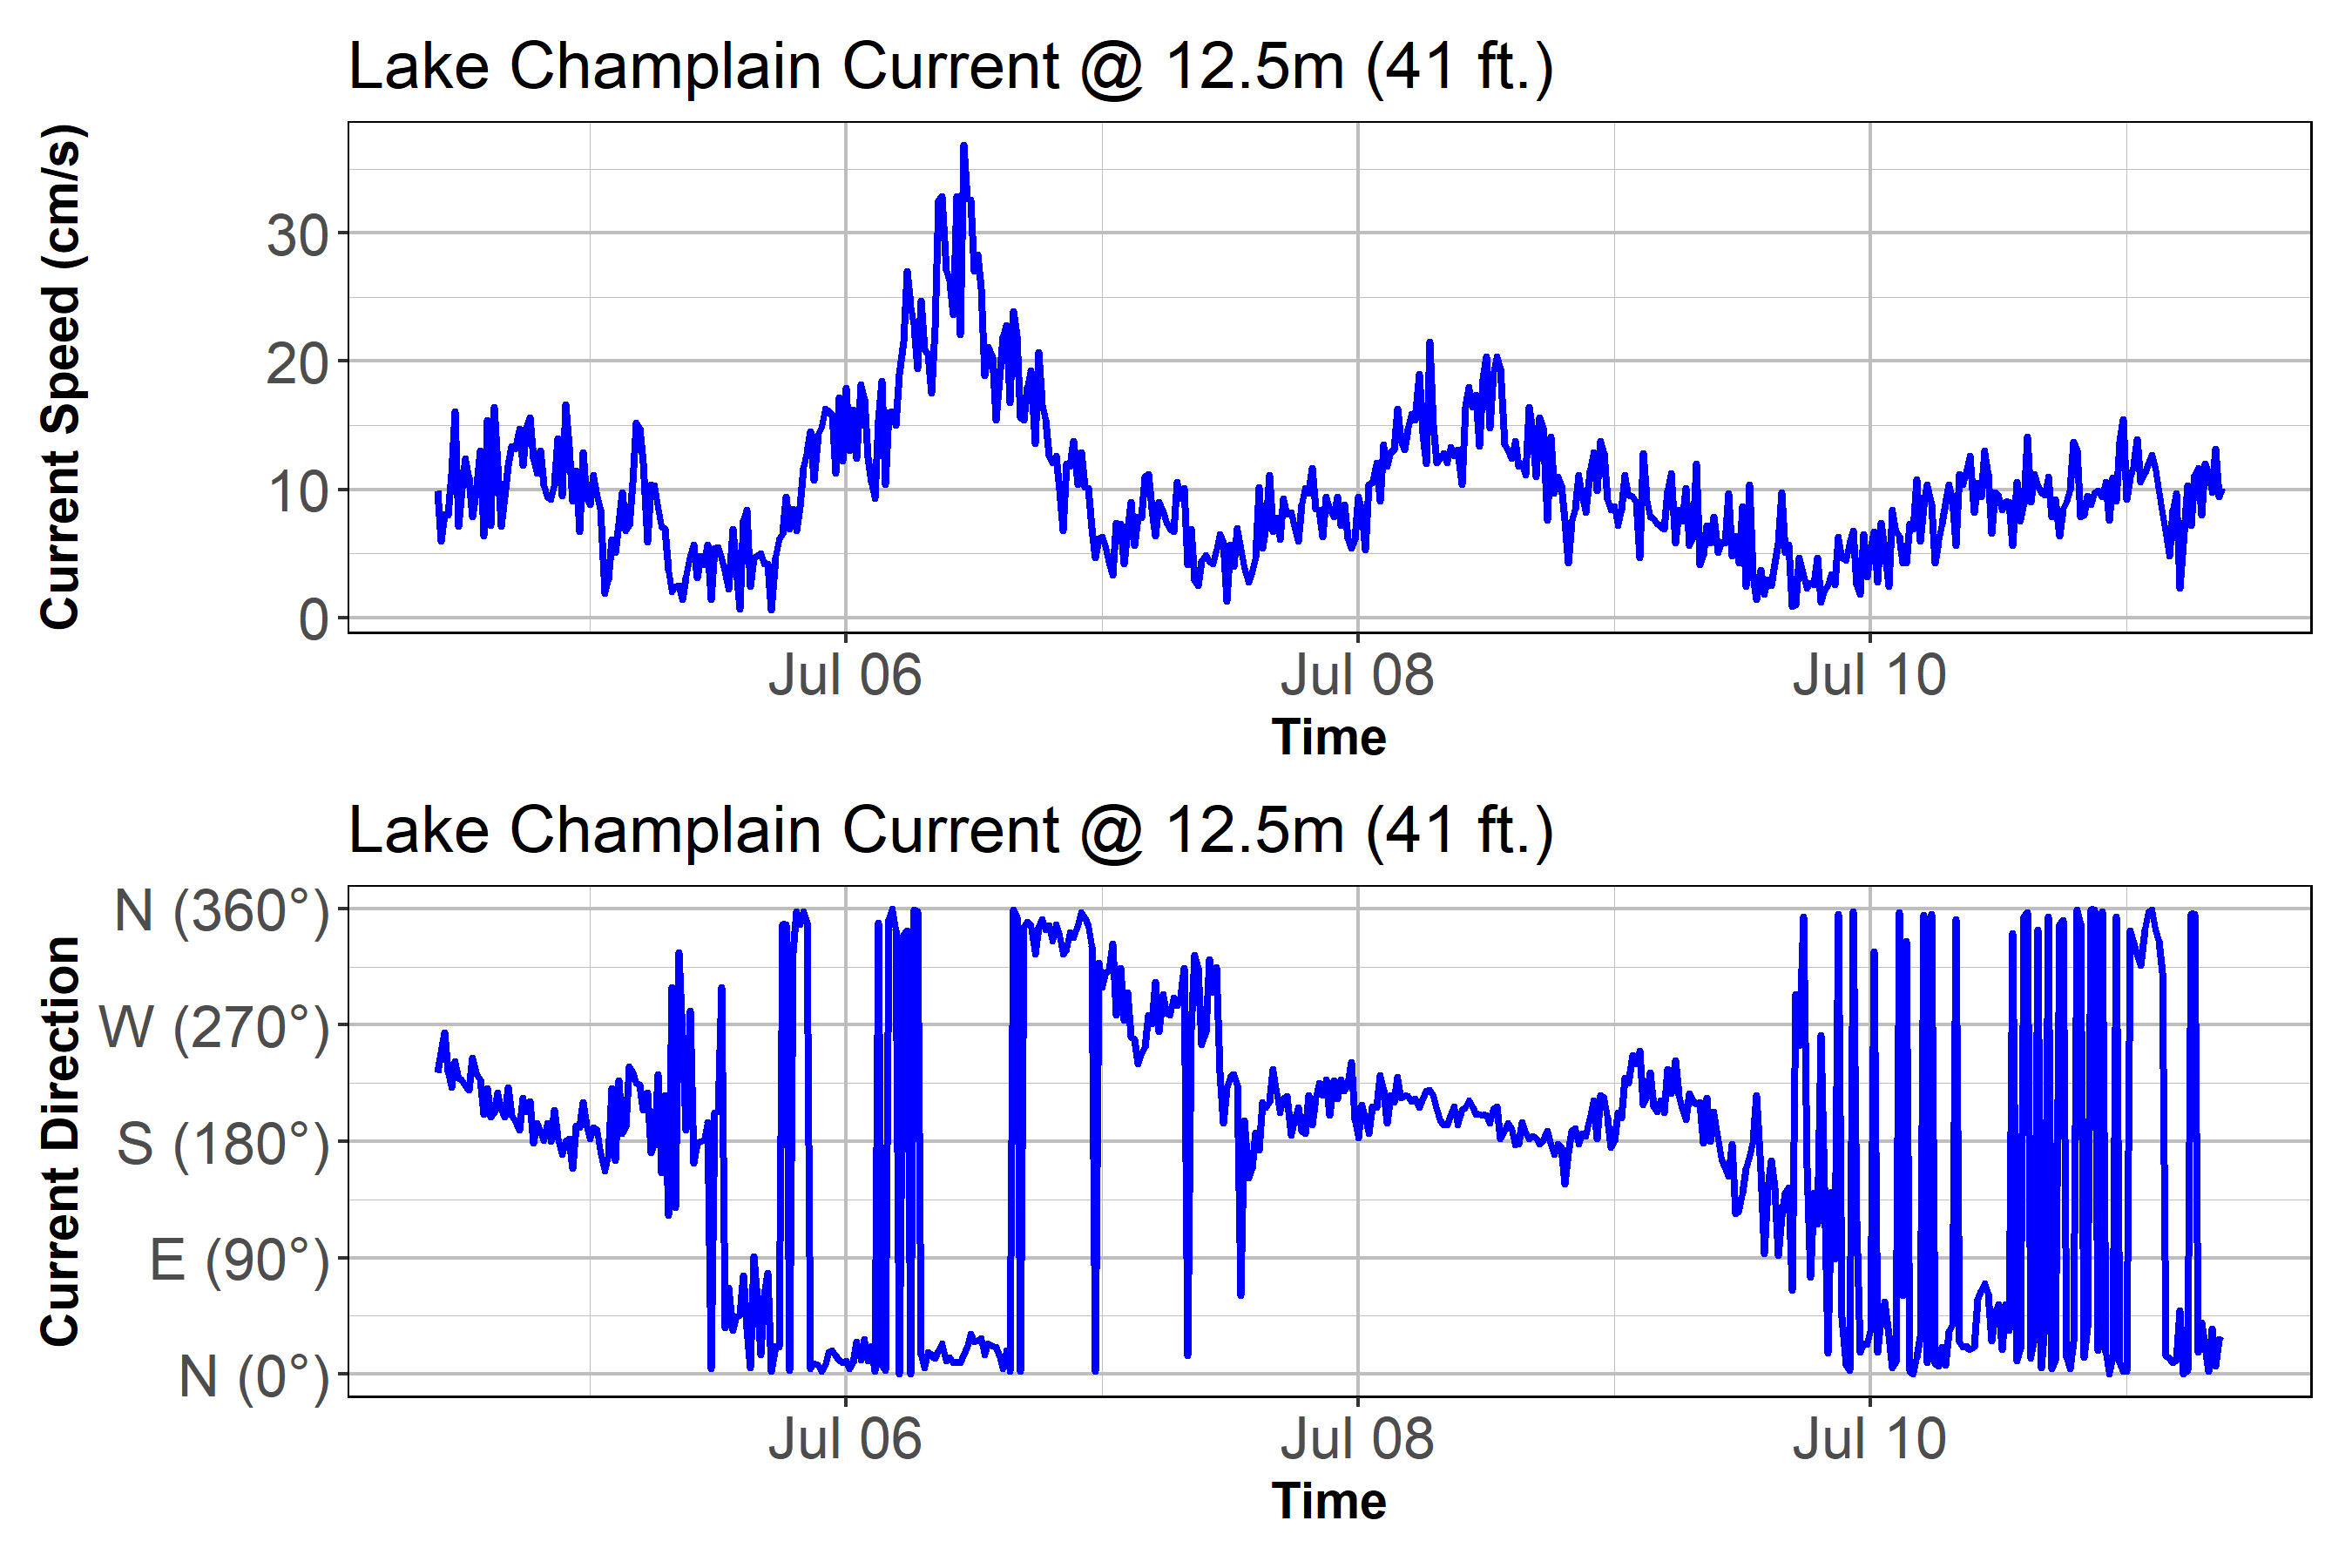 Lake Champlain Current @ 12.5m (41 ft.)
Current Speed (cm/s)
30
20
10
0
Jul 06 Jul 08 Jul 10
Time
Lake Champlain Current @ 12.5m (41 ft.)
Current Direction
N (360°)
W (270°)
S (180°)
E (90°)
N (0°)
Jul 06 Jul 08 Jul 10
Time